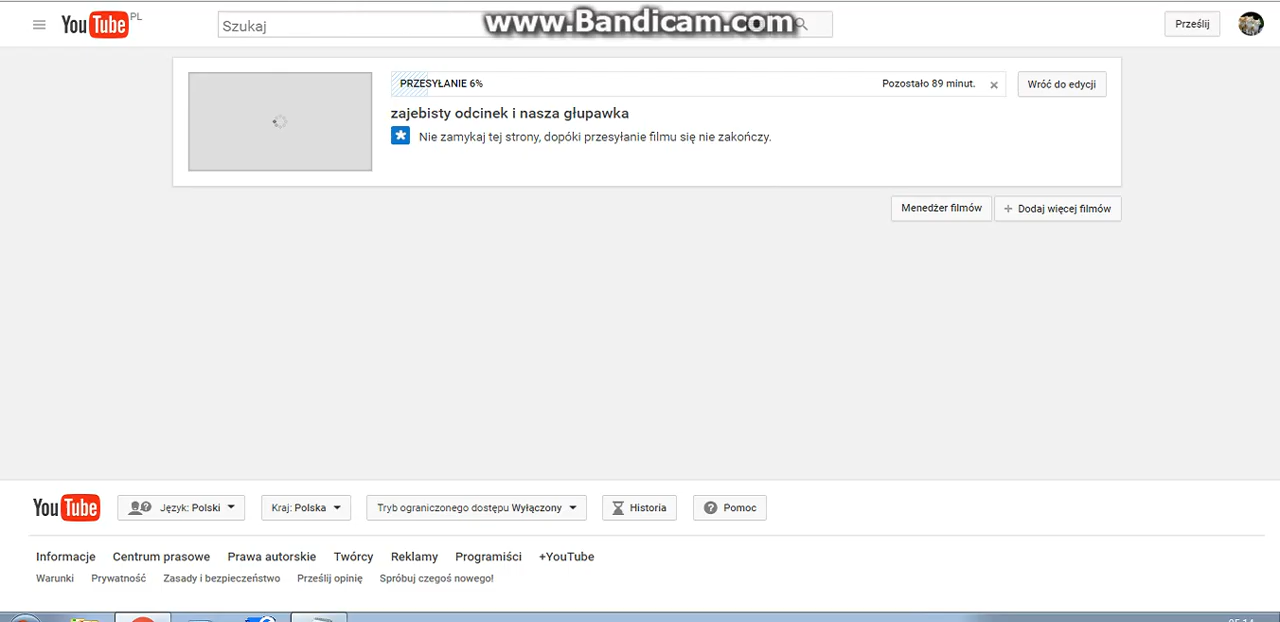 YouTube PL
Szukaj
www.Bandicam.com
Prześlij
PRZESYŁANIE 6%
Pozostało 89 minut.
Wróć do edycji
zajebisty odcinek i nasza głupawka
Nie zamykaj tej strony, dopóki przesyłanie filmu się nie zakończy.
Menedżer filmów
+ Dodaj więcej filmów
YouTube
Język: Polski
Kraj: Polska
Tryb ograniczonego dostępu Wyłączony
Historia
Pomoc
Informacje Centrum prasowe Prawa autorskie Twórcy Reklamy Programiści +YouTube
Warunki Prywatność Zasady i bezpieczeństwo Prześlij opinię Spróbuj czegoś nowego!